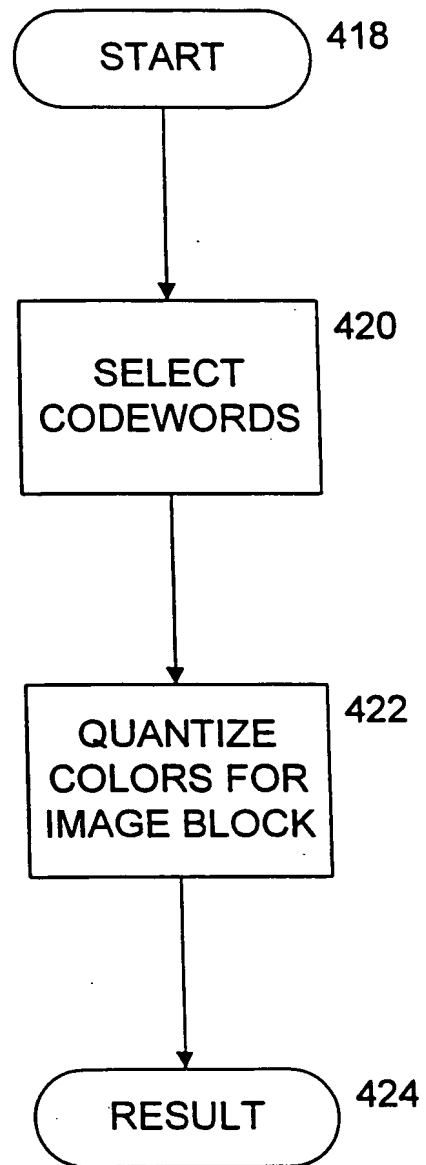 START
418
SELECT
CODEWORDS
420
QUANTIZE
COLORS FOR
IMAGE BLOCK
422
RESULT
424